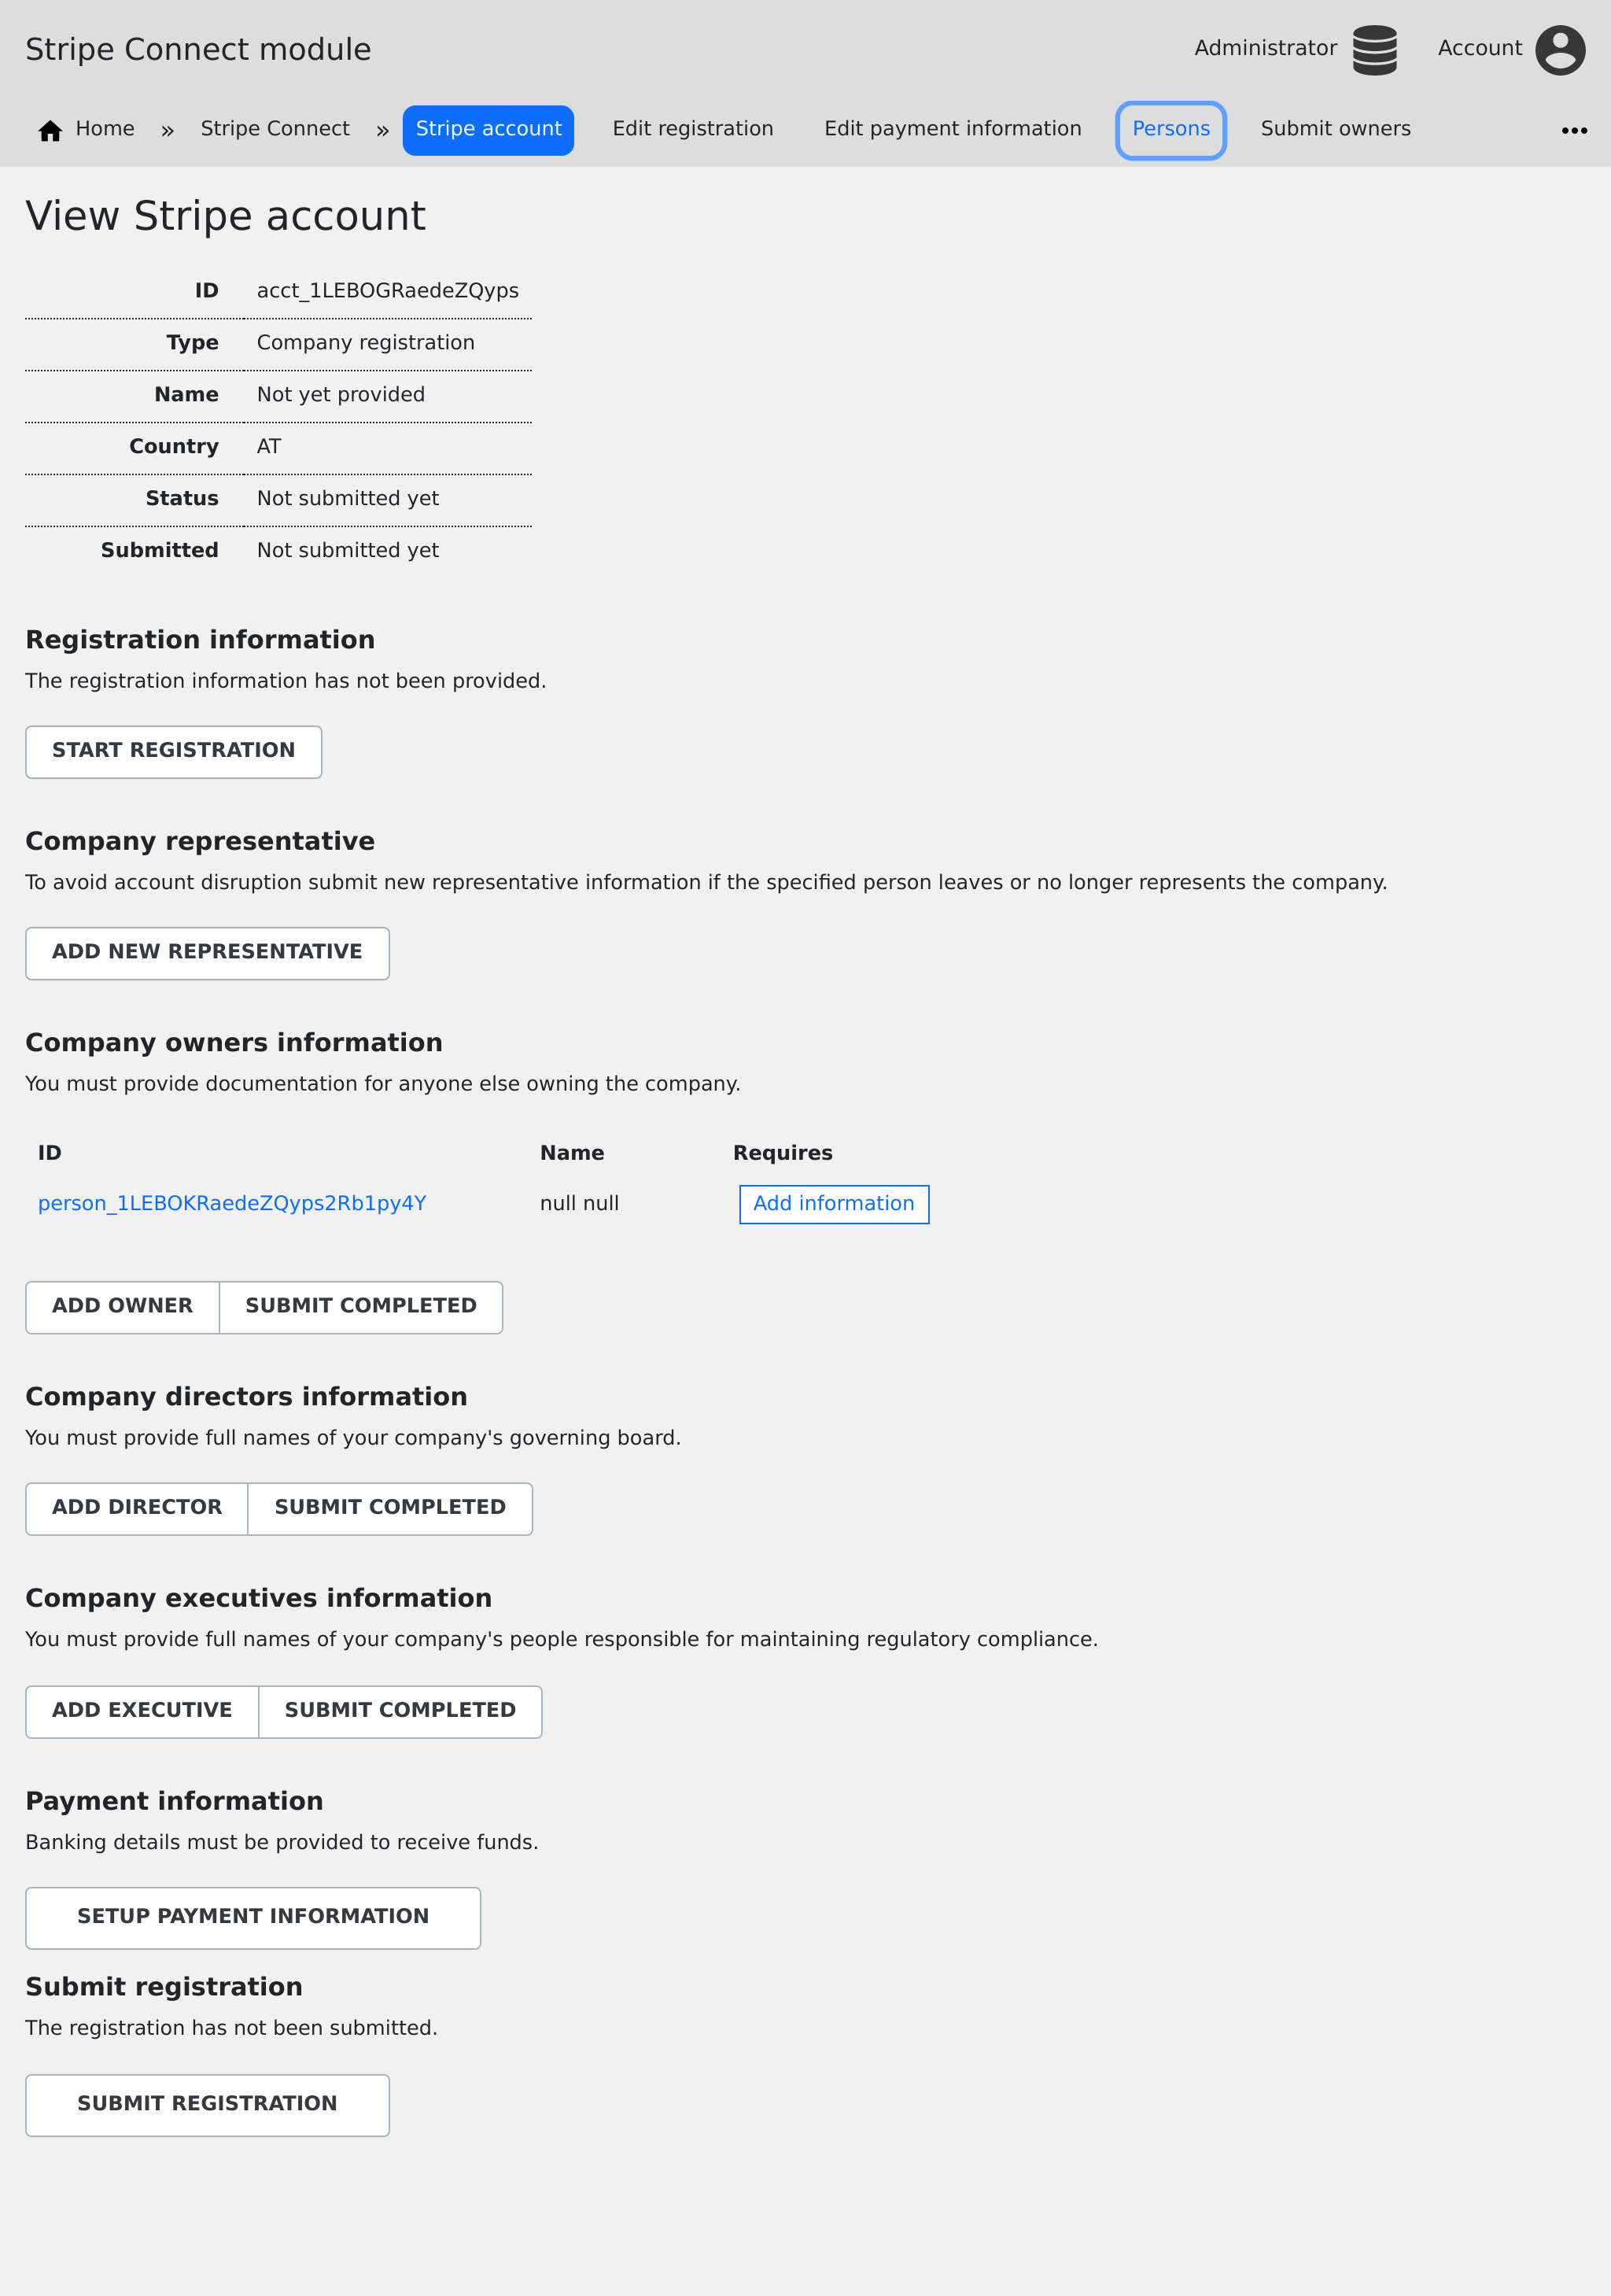 Stripe Connect module
Administrator
Account
Home » Stripe Connect » Stripe account Edit registration Edit payment information Persons Submit owners •••
View Stripe account
ID acct_1LEBOGRaedeZQyps
Type Company registration
Name Not yet provided
Country AT
Status Not submitted yet
Submitted Not submitted yet
Registration information
The registration information has not been provided.
START REGISTRATION
Company representative
To avoid account disruption submit new representative information if the specified person leaves or no longer represents the company.
ADD NEW REPRESENTATIVE
Company owners information
You must provide documentation for anyone else owning the company.
ID Name Requires
person_1LEBOKRaedeZQyps2Rb1py4Y null null Add information
ADD OWNER SUBMIT COMPLETED
Company directors information
You must provide full names of your company's governing board.
ADD DIRECTOR SUBMIT COMPLETED
Company executives information
You must provide full names of your company's people responsible for maintaining regulatory compliance.
ADD EXECUTIVE SUBMIT COMPLETED
Payment information
Banking details must be provided to receive funds.
SETUP PAYMENT INFORMATION
Submit registration
The registration has not been submitted.
SUBMIT REGISTRATION